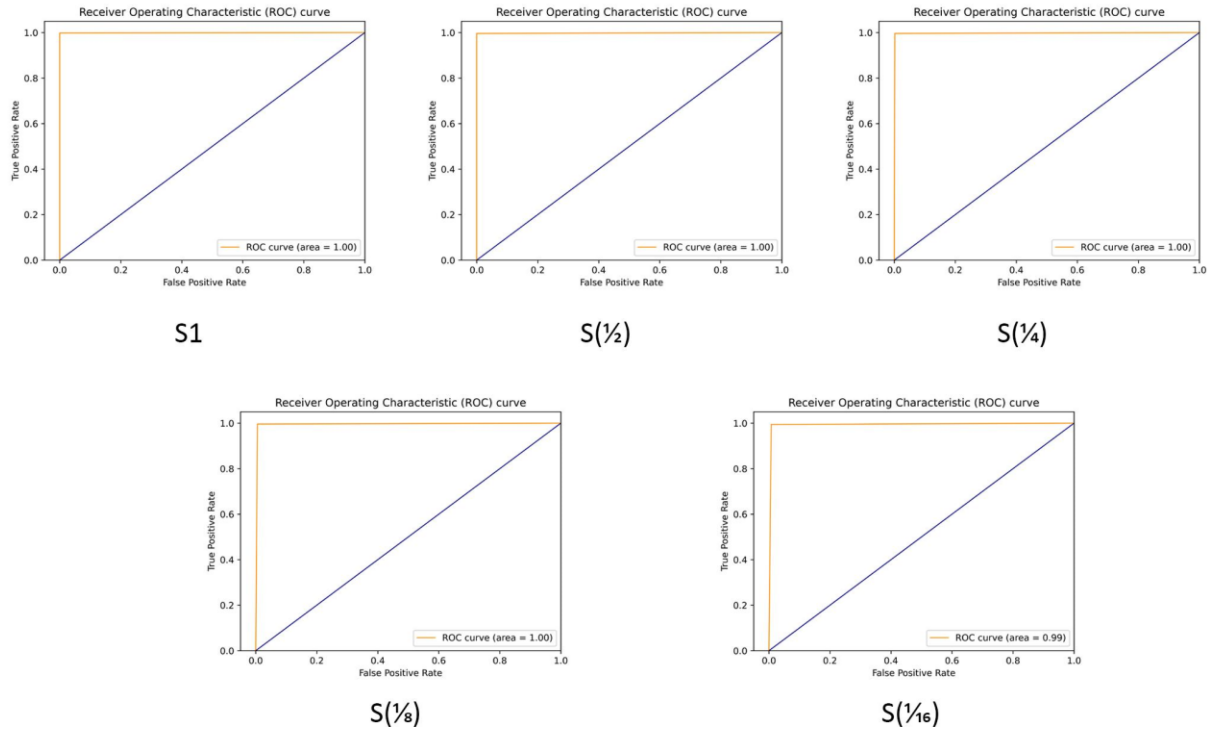 Receiver Operating Characteristic (ROC) curve
1.0
0.8
0.6
0.4
0.2
0.0
True Positive Rate
ROC curve (area = 1.00)
0.0 0.2 0.4 0.6 0.8 1.0
False Positive Rate
S1
Receiver Operating Characteristic (ROC) curve
1.0
0.8
0.6
0.4
0.2
0.0
True Positive Rate
ROC curve (area = 1.00)
0.0 0.2 0.4 0.6 0.8 1.0
False Positive Rate
S(½)
Receiver Operating Characteristic (ROC) curve
1.0
0.8
0.6
0.4
0.2
0.0
True Positive Rate
ROC curve (area = 1.00)
0.0 0.2 0.4 0.6 0.8 1.0
False Positive Rate
S(¼)
Receiver Operating Characteristic (ROC) curve
1.0
0.8
0.6
0.4
0.2
0.0
True Positive Rate
ROC curve (area = 1.00)
0.0 0.2 0.4 0.6 0.8 1.0
False Positive Rate
S(⅛)
Receiver Operating Characteristic (ROC) curve
1.0
0.8
0.6
0.4
0.2
0.0
True Positive Rate
ROC curve (area = 0.99)
0.0 0.2 0.4 0.6 0.8 1.0
False Positive Rate
S(¹⁄₁₆)